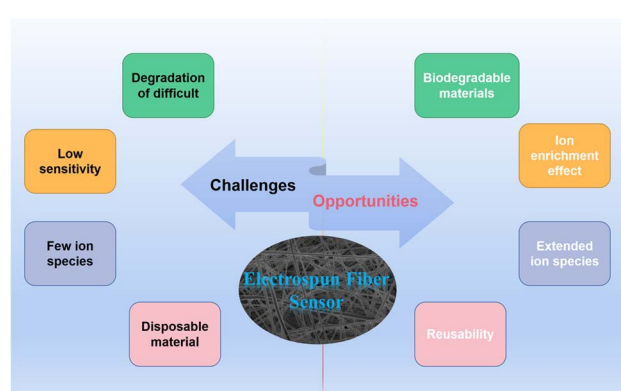 Degradation
of difficult
Biodegradable
materials
Low
sensitivity
Ion
enrichment
effect
Challenges
Opportunities
Few ion
species
Extended
ion species
Electrospun Fiber
Sensor
Disposable
material
Reusability